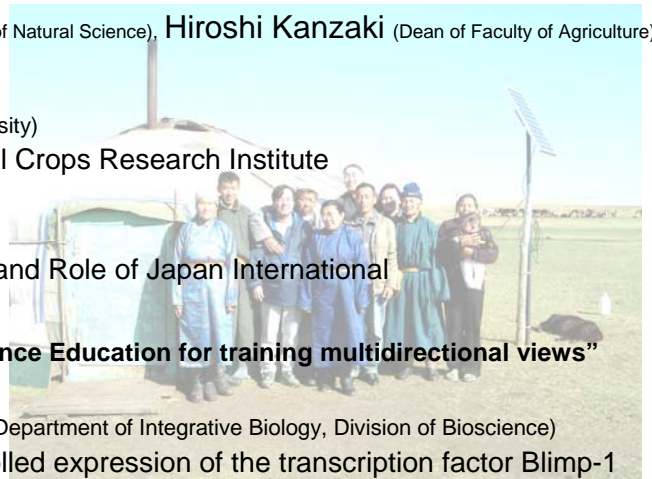 of Natural Science), Hiroshi Kanzaki (Dean of Faculty of Agriculture)
sity)
l Crops Research Institute
and Role of Japan International
nce Education for training multidirectional views”
Department of Integrative Biology, Division of Bioscience)
lled expression of the transcription factor Blimp-1